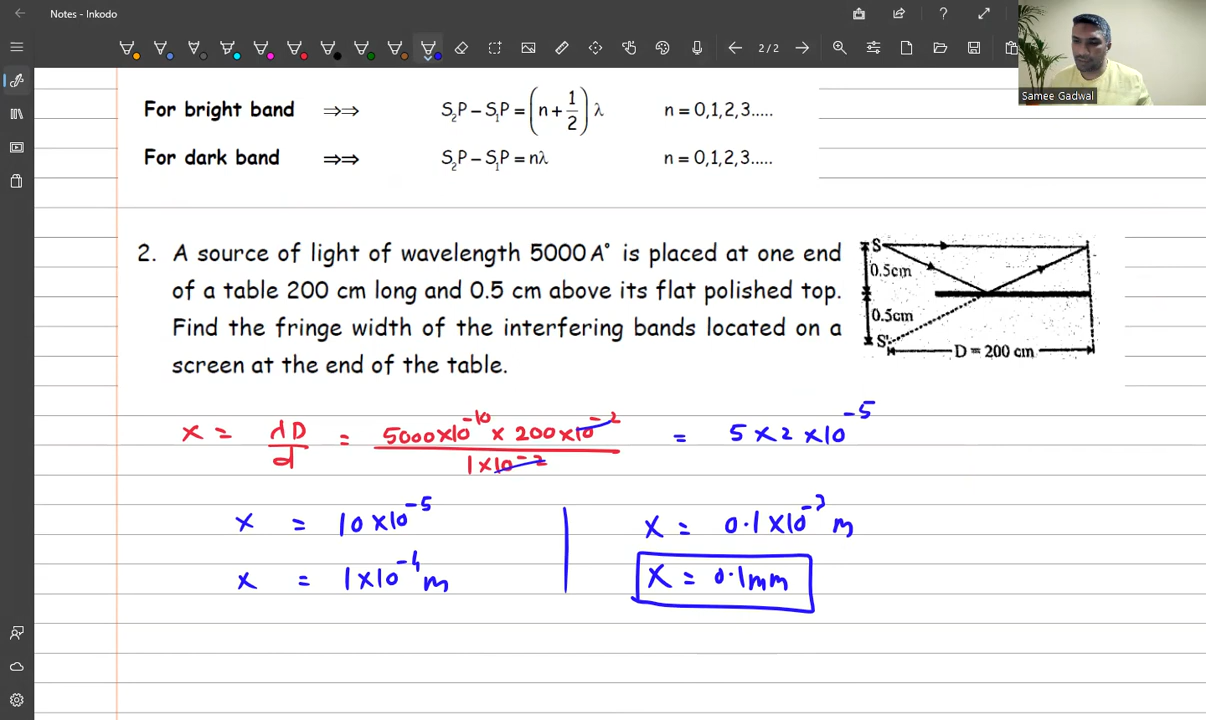 Notes - Inkodo
2/2
Samee Gadwal
For bright band ⇒⇒ S₂P – S₁P = (n + 1/2) λ n = 0,1,2,3.....
For dark band ⇒⇒ S₂P – S₁P = nλ n = 0,1,2,3.....
2. A source of light of wavelength 5000 A° is placed at one end
of a table 200 cm long and 0.5 cm above its flat polished top.
Find the fringe width of the interfering bands located on a
screen at the end of the table.
S
0.5cm
0.5cm
S'
D = 200 cm
x = λD/d = (5000×10⁻¹⁰ × 200×10⁻²)/(1×10⁻²) = 5×2×10⁻⁵
x = 10×10⁻⁵
x = 1×10⁻⁴ m
x = 0.1×10⁻³ m
x = 0.1mm